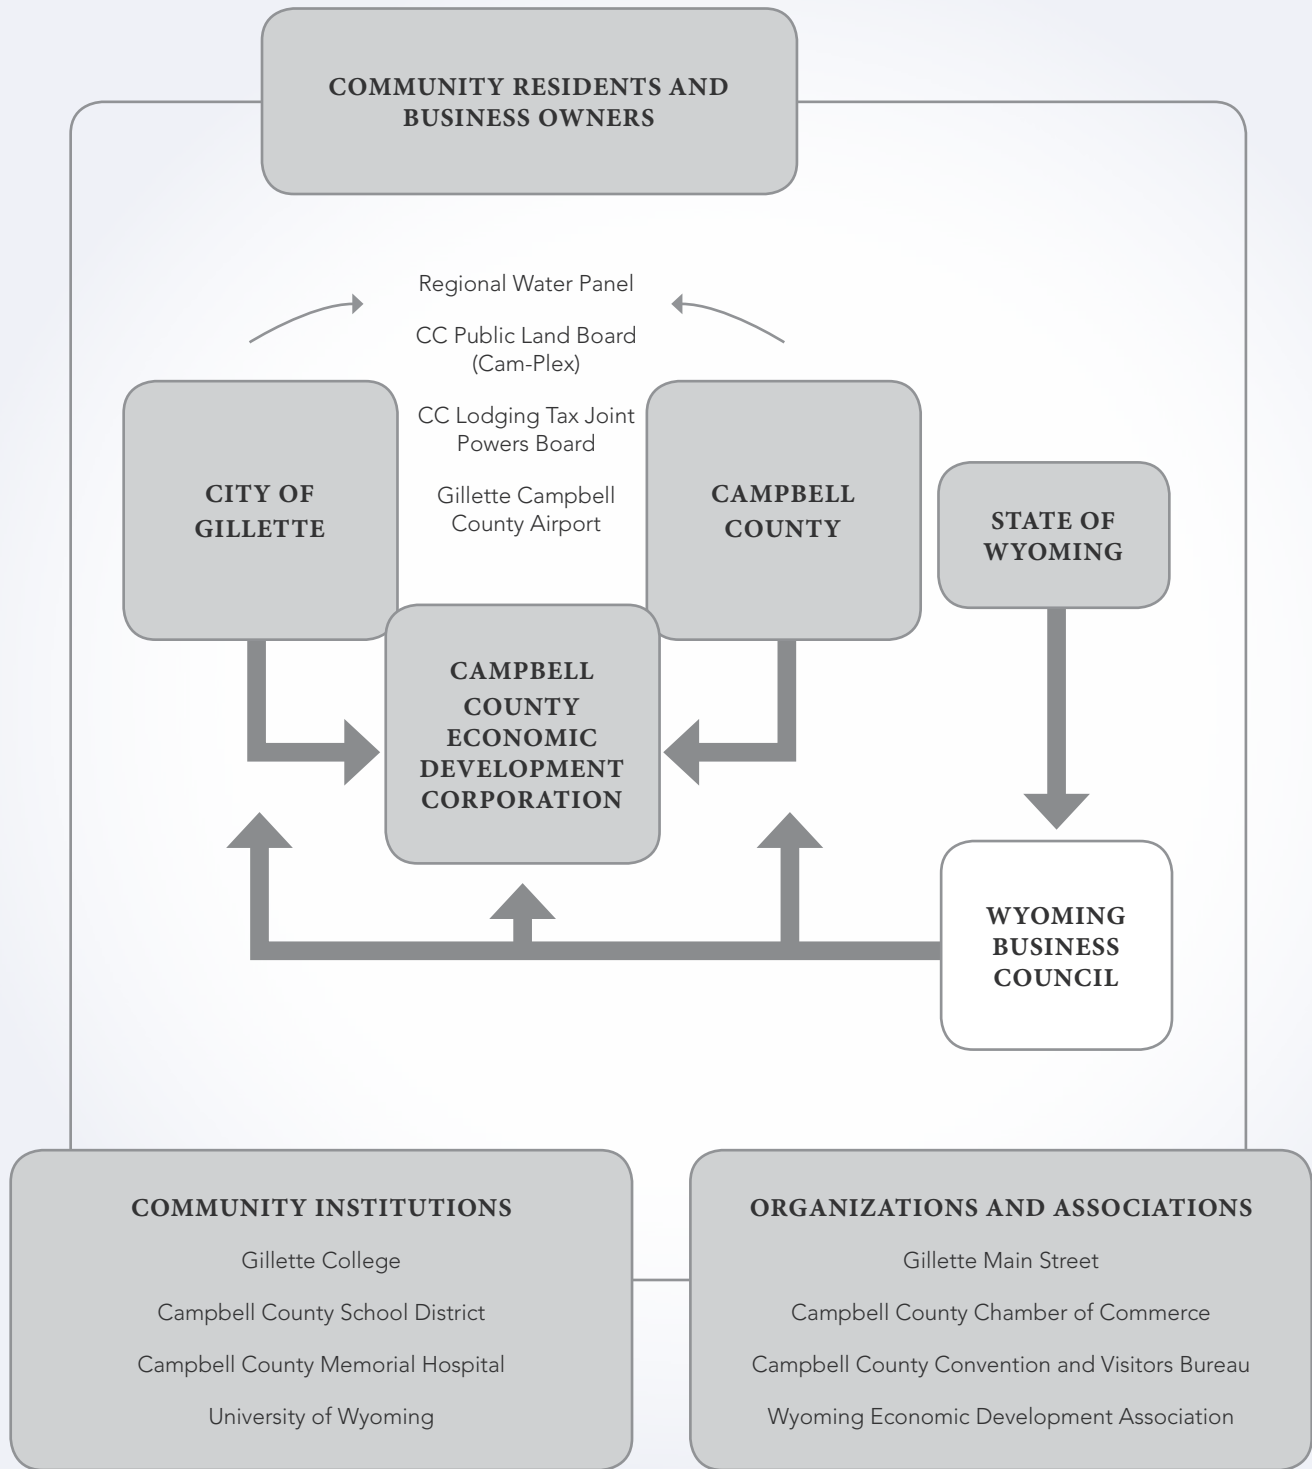 COMMUNITY RESIDENTS AND
BUSINESS OWNERS
Regional Water Panel
CC Public Land Board
(Cam-Plex)
CC Lodging Tax Joint
Powers Board
Gillette Campbell
County Airport
CITY OF
GILLETTE
CAMPBELL
COUNTY
STATE OF
WYOMING
CAMPBELL
COUNTY
ECONOMIC
DEVELOPMENT
CORPORATION
WYOMING
BUSINESS
COUNCIL
COMMUNITY INSTITUTIONS
Gillette College
Campbell County School District
Campbell County Memorial Hospital
University of Wyoming
ORGANIZATIONS AND ASSOCIATIONS
Gillette Main Street
Campbell County Chamber of Commerce
Campbell County Convention and Visitors Bureau
Wyoming Economic Development Association